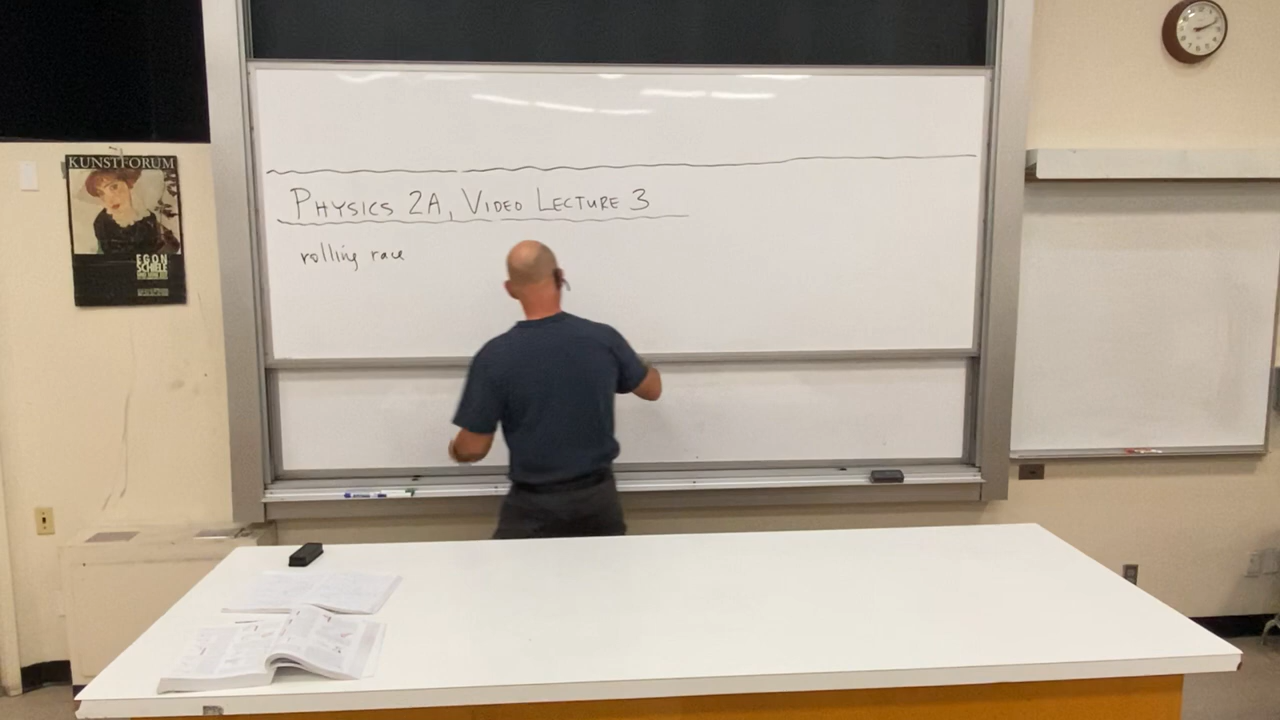 KUNSTFORUM
EGON
SCHIELE
PHYSICS 2A, VIDEO LECTURE 3
rolling race